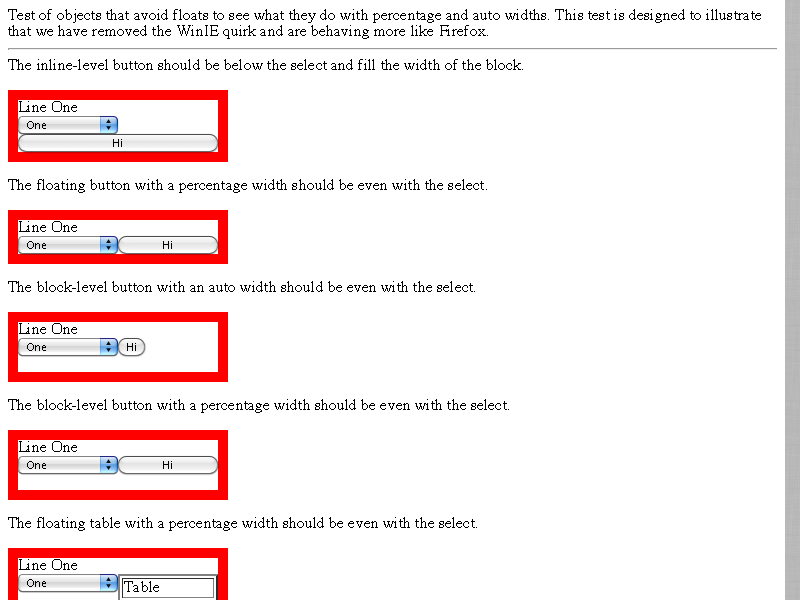 Test of objects that avoid floats to see what they do with percentage and auto widths. This test is designed to illustrate
that we have removed the WinIE quirk and are behaving more like Firefox.
The inline-level button should be below the select and fill the width of the block.
Line One
One
Hi
The floating button with a percentage width should be even with the select.
Line One
One Hi
The block-level button with an auto width should be even with the select.
Line One
One Hi
The block-level button with a percentage width should be even with the select.
Line One
One Hi
The floating table with a percentage width should be even with the select.
Line One
One Table